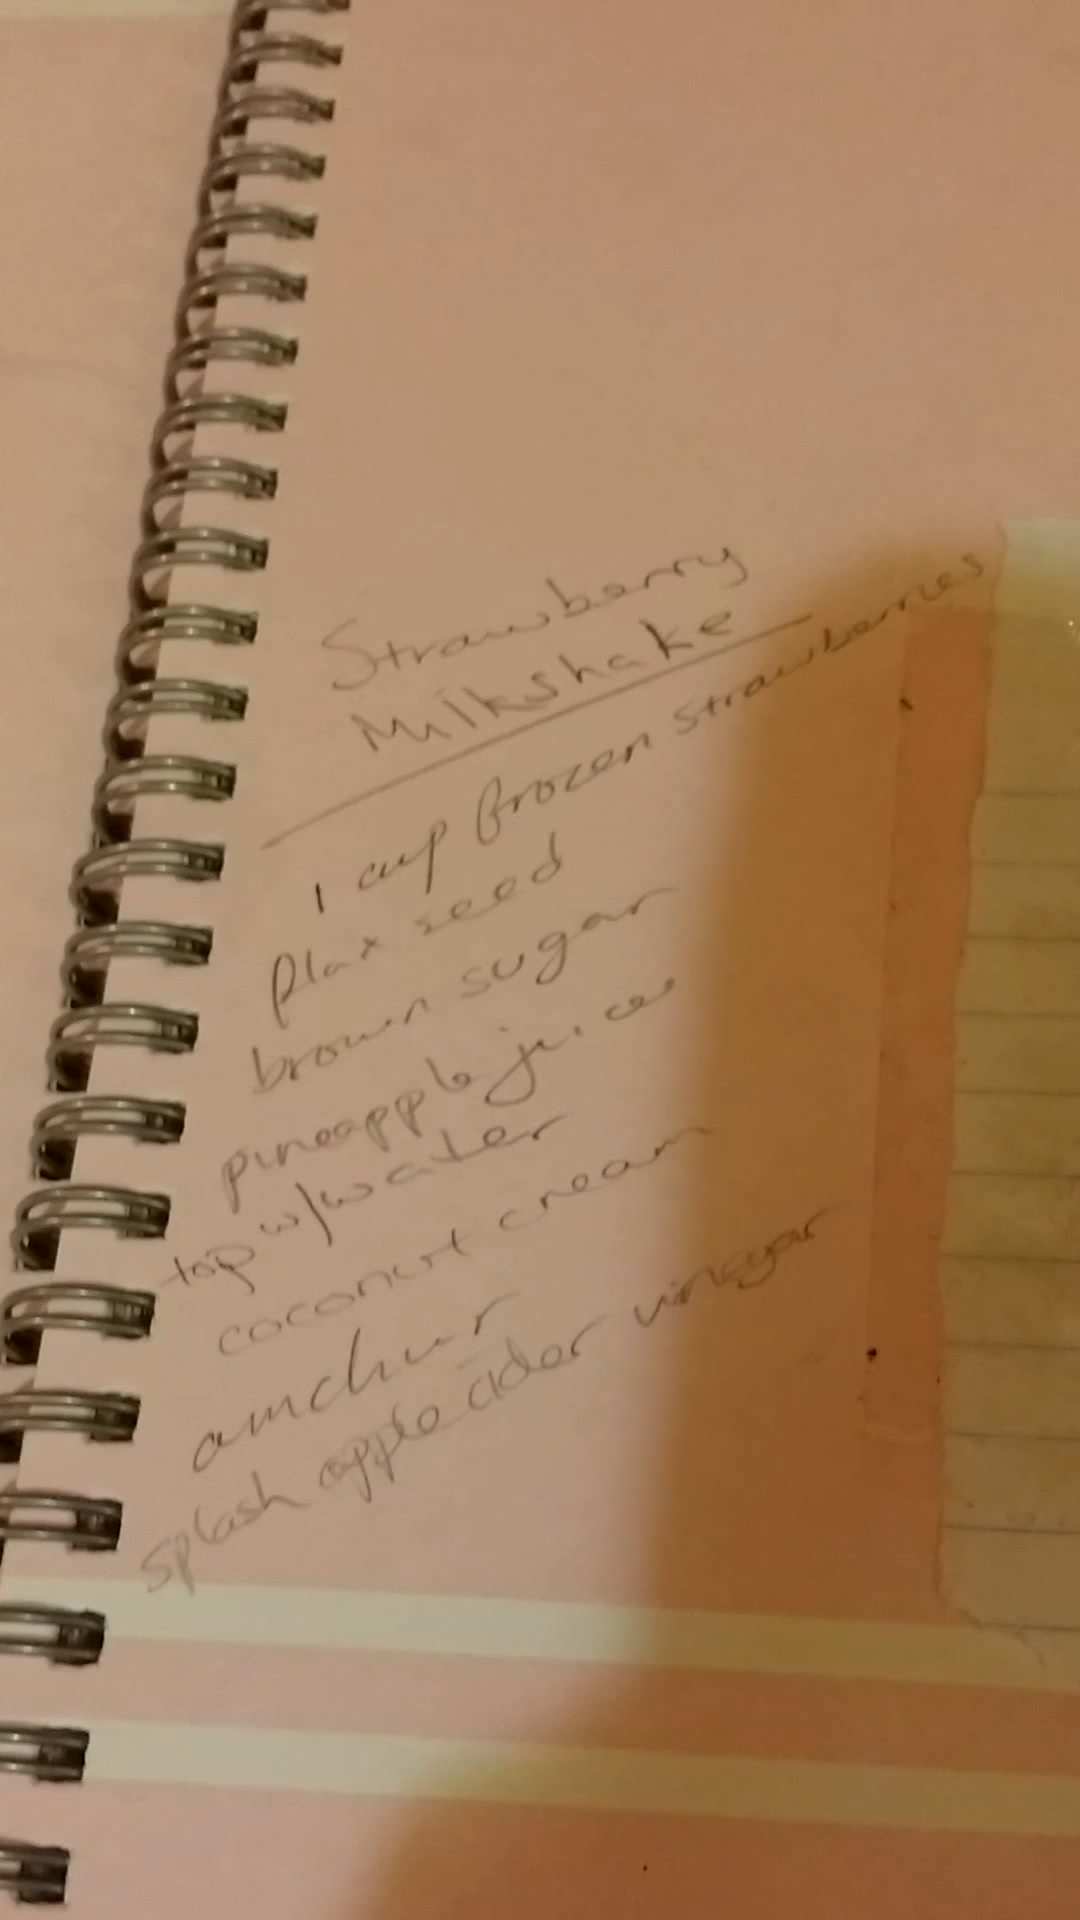 Strawberry
Milkshake
1 cup frozen strawberries
flax seed
brown sugar
pineapple juice
top w/water
coconut cream
amchur
splash apple cider vinegar